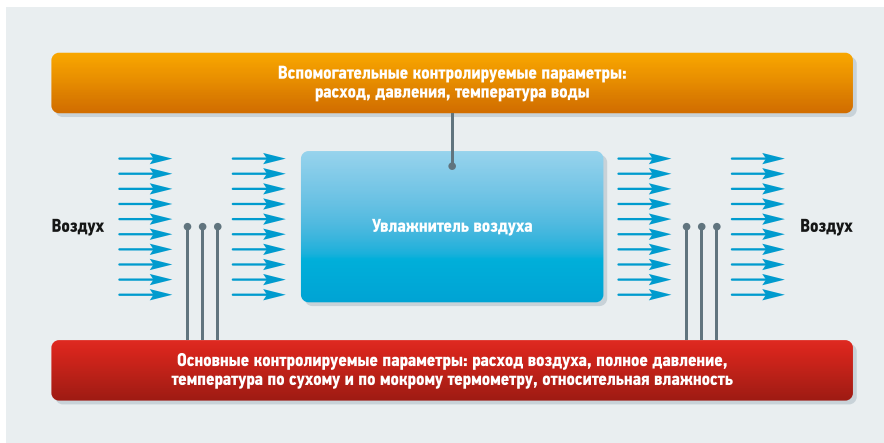 Вспомогательные контролируемые параметры:
расход, давления, температура воды
Воздух
Увлажнитель воздуха
Воздух
Основные контролируемые параметры: расход воздуха, полное давление,
температура по сухому и по мокрому термометру, относительная влажность